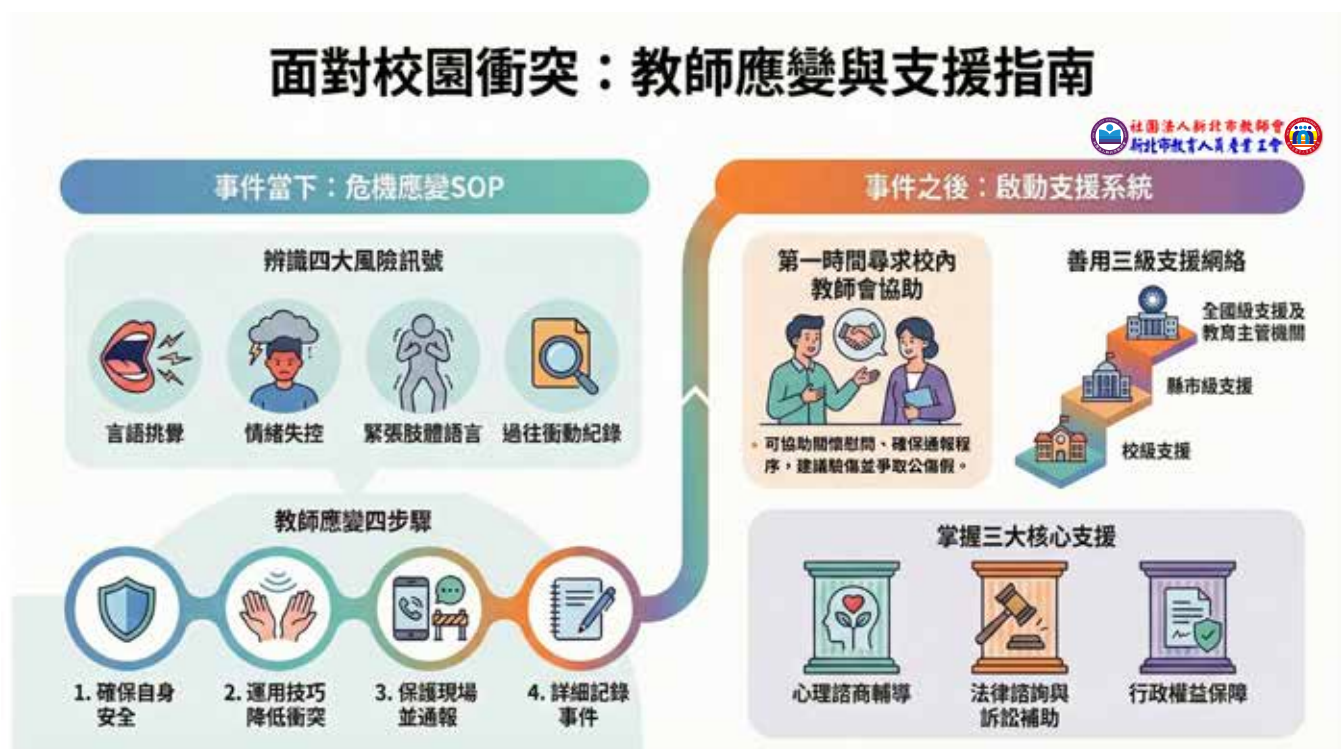 面對校園衝突：教師應變與支援指南
社團法人新北市教師會
新北市教育人員產業工會
事件當下：危機應變SOP
辨識四大風險訊號
言語挑釁
情緒失控
緊張肢體語言
過往衝動紀錄
教師應變四步驟
1. 確保自身
安全
2. 運用技巧
降低衝突
3. 保護現場
並通報
4. 詳細記錄
事件
事件之後：啟動支援系統
第一時間尋求校內
教師會協助
• 可協助關懷慰問、確保通報程
序，建議驗傷並爭取公傷假。
善用三級支援網絡
全國級支援及
教育主管機關
縣市級支援
校級支援
掌握三大核心支援
心理諮商輔導
法律諮詢與
訴訟補助
行政權益保障